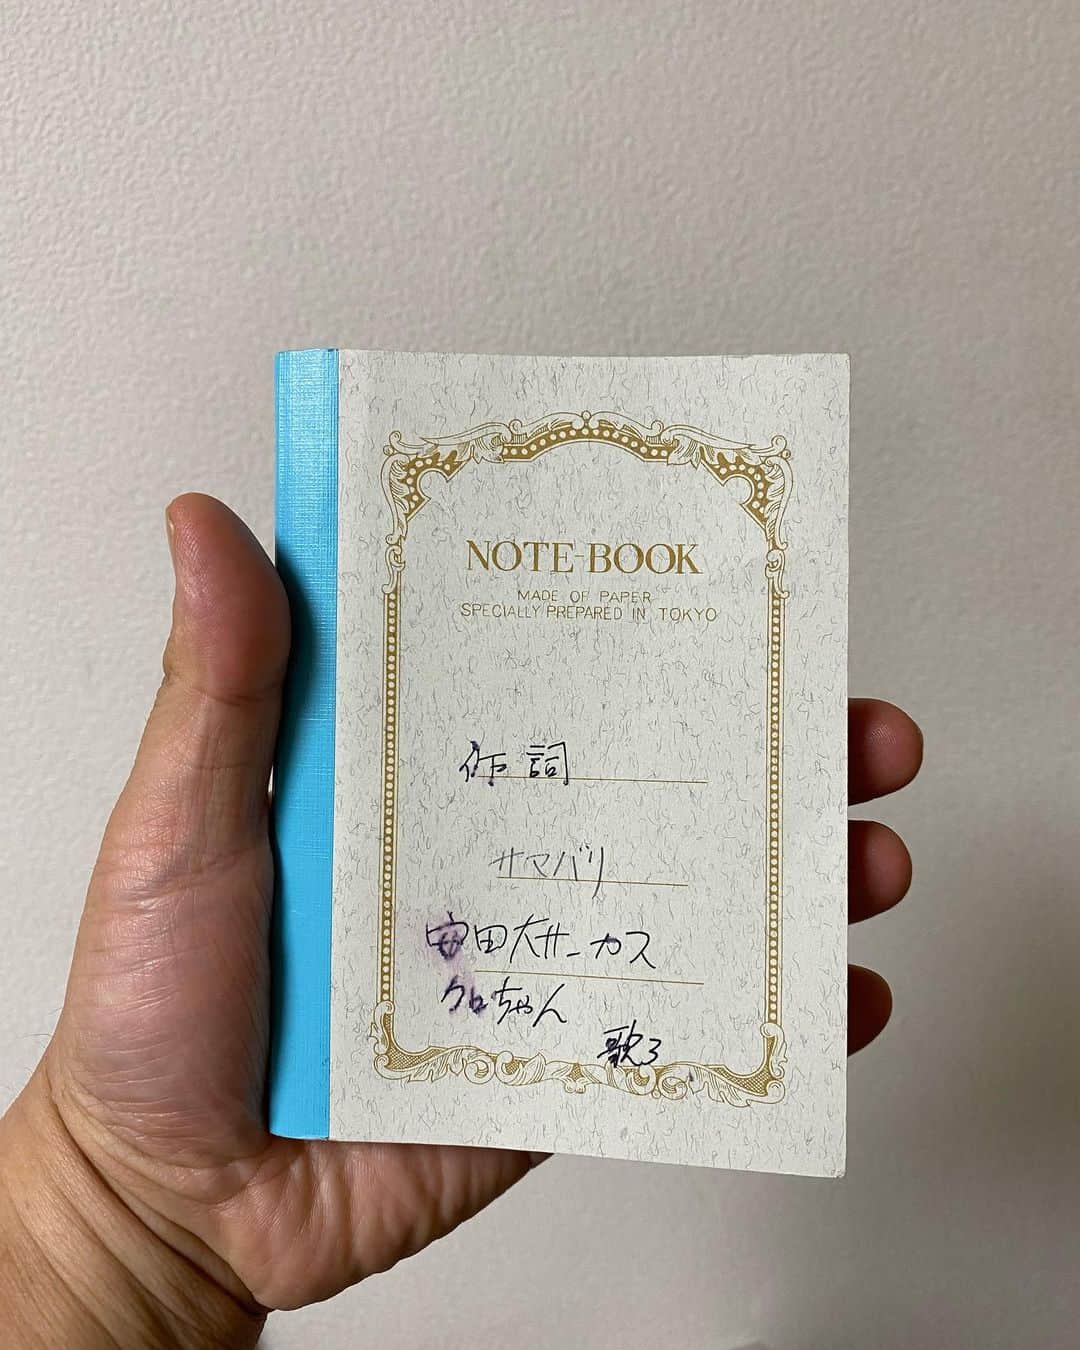 NOTE-BOOK
MADE OF PAPER
SPECIALLY PREPARED IN TOKYO
作詞
サマバリ
安田大サーカス
クロちゃん
歌3